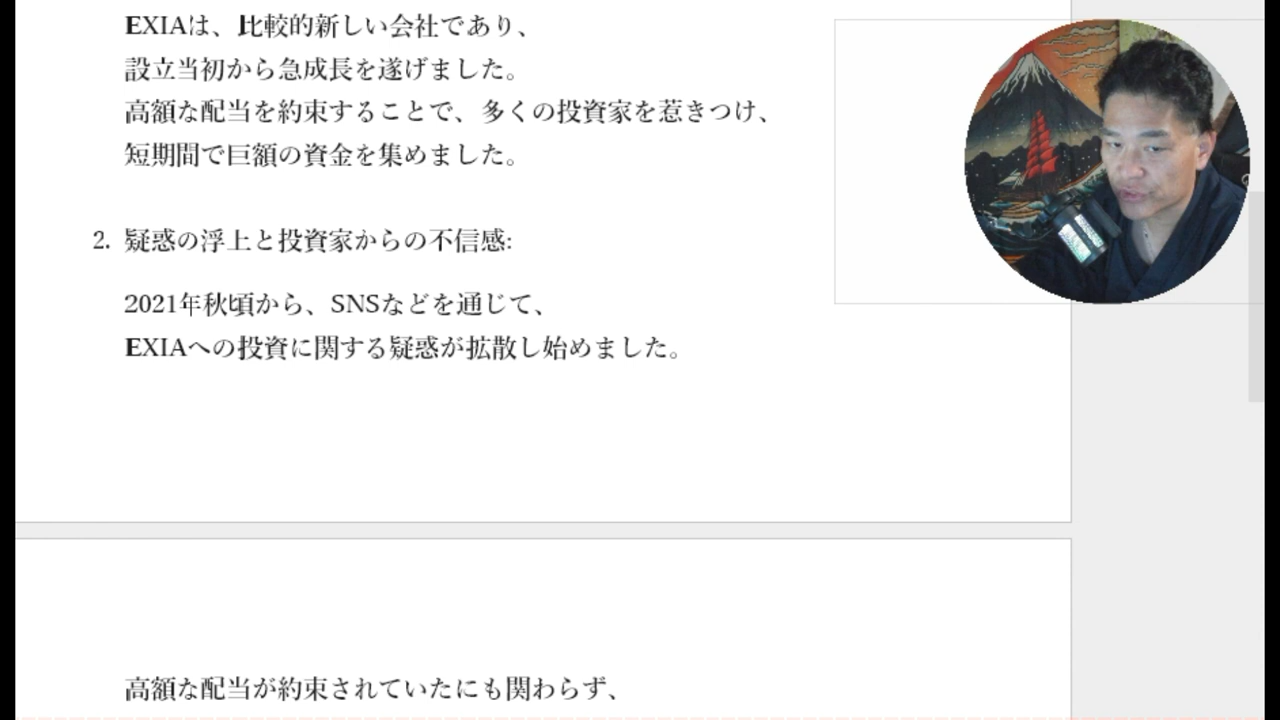 EXIAは、比較的新しい会社であり、
設立当初から急成長を遂げました。
高額な配当を約束することで、多くの投資家を惹きつけ、
短期間で巨額の資金を集めました。
2. 疑惑の浮上と投資家からの不信感:
2021年秋頃から、SNSなどを通じて、
EXIAへの投資に関する疑惑が拡散し始めました。
高額な配当が約束されていたにも関わらず、